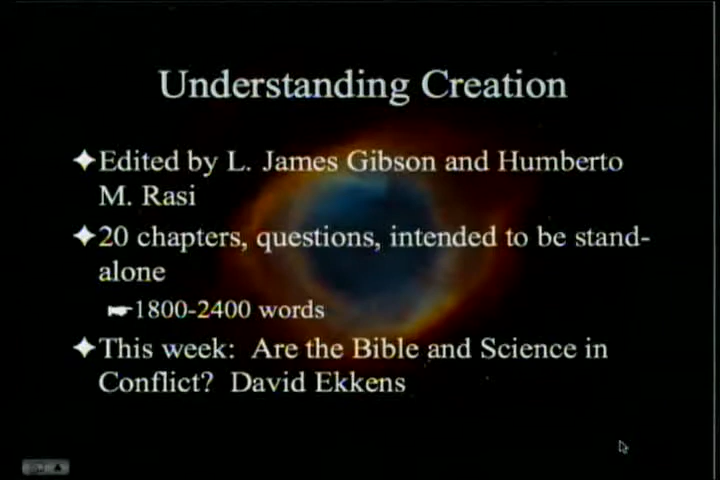 Understanding Creation
Edited by L. James Gibson and Humberto
M. Rasi
20 chapters, questions, intended to be stand-
alone
1800-2400 words
This week: Are the Bible and Science in
Conflict? David Ekkens